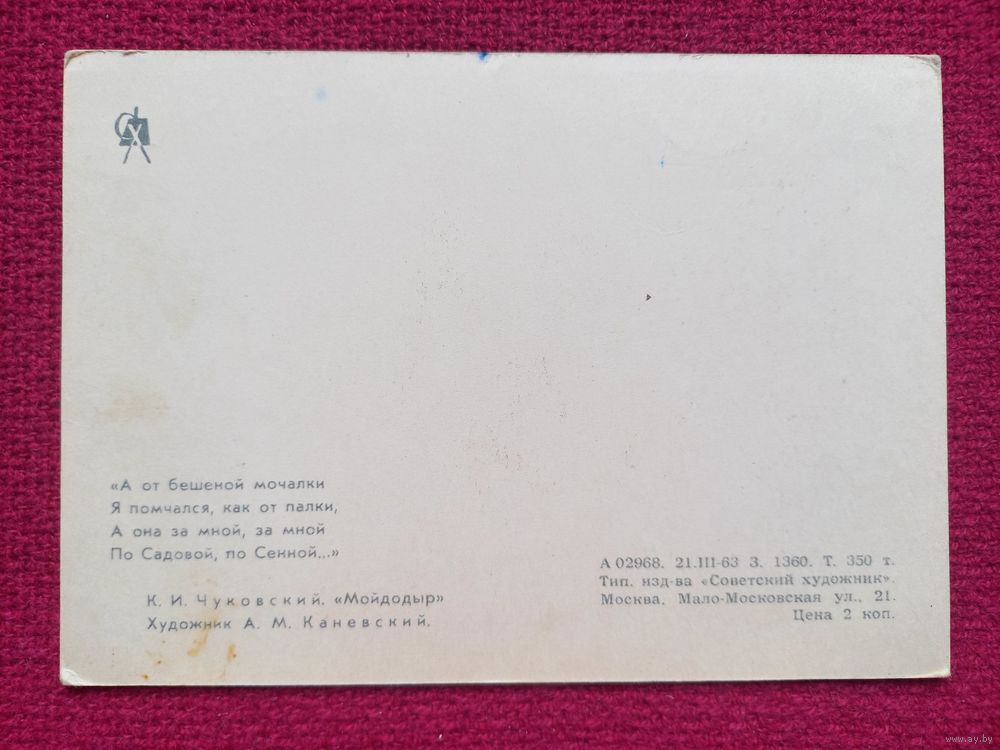 СХ
«А от бешеной мочалки
Я помчался, как от палки,
А она за мной, за мной
По Садовой, по Сенной...»
К. И. Чуковский. «Мойдодыр»
Художник А. М. Каневский.
А 02968. 21.III-63 З. 1360. Т. 350 т.
Тип. изд-ва «Советский художник».
Москва, Мало-Московская ул., 21.
Цена 2 коп.
www.ay.by